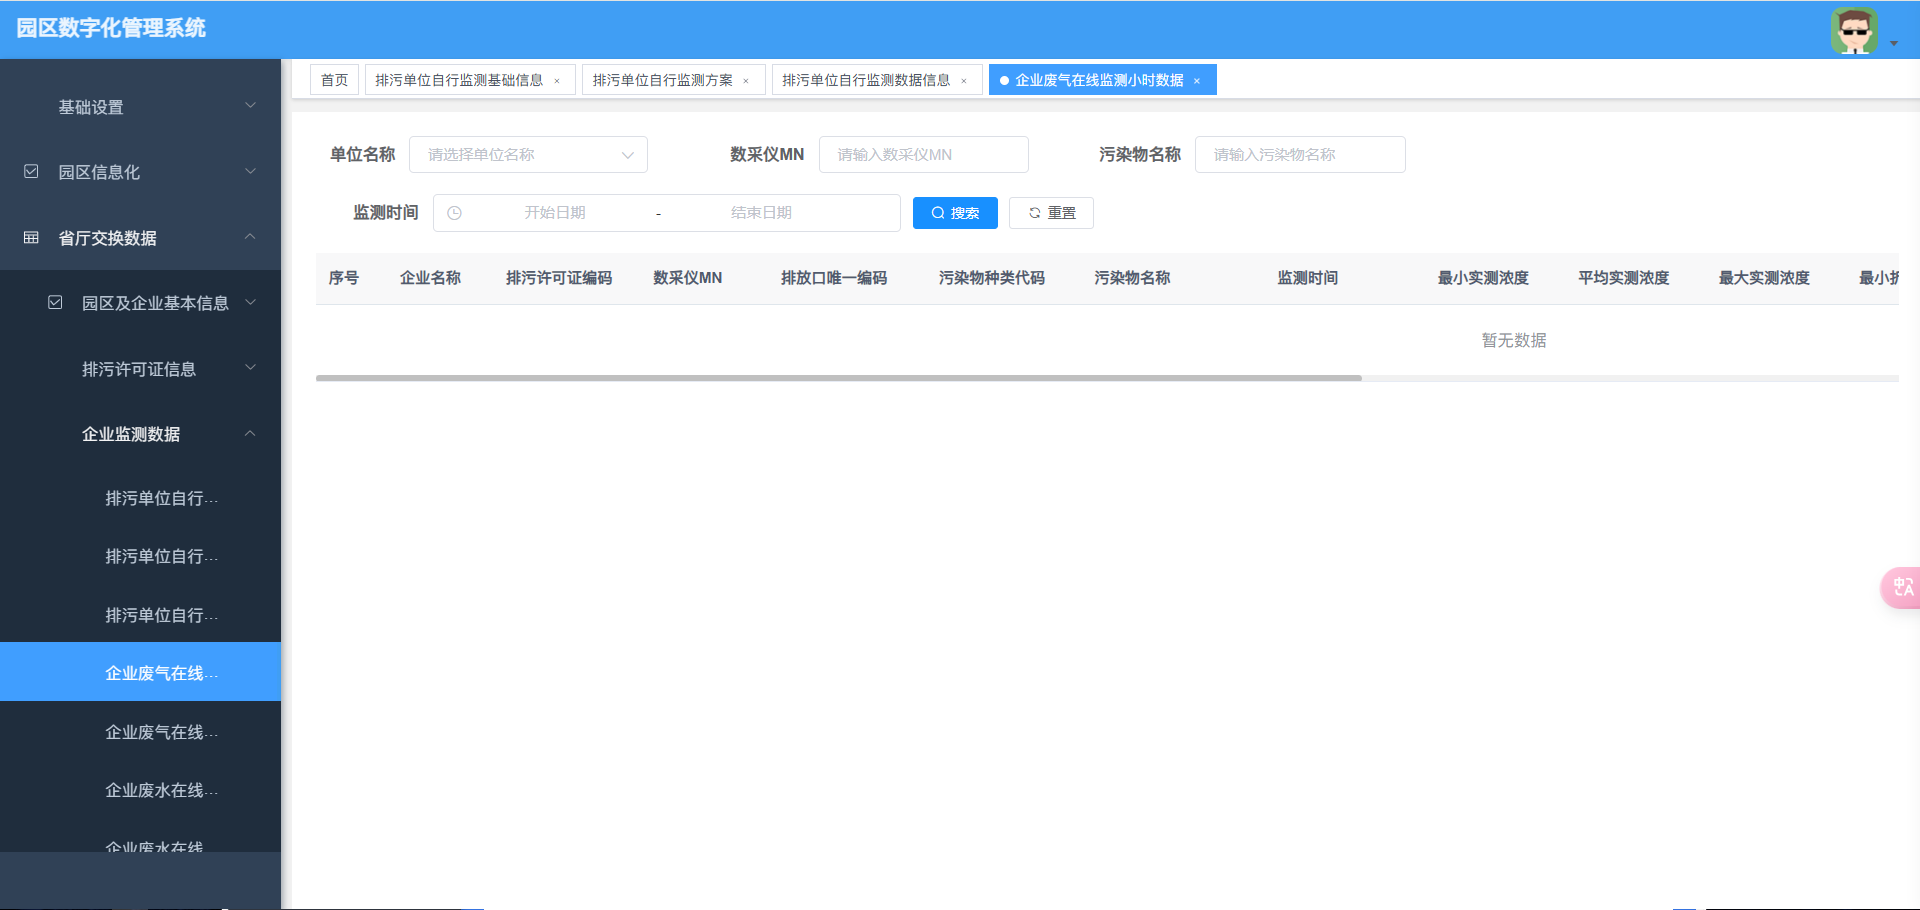 园区数字化管理系统
基础设置
园区信息化
省厅交换数据
园区及企业基本信息
排污许可证信息
企业监测数据
排污单位自行...
排污单位自行...
排污单位自行...
企业废气在线...
企业废气在线...
企业废水在线...
企业废水在线
首页 排污单位自行监测基础信息 × 排污单位自行监测方案 × 排污单位自行监测数据信息 × 企业废气在线监测小时数据 ×
单位名称 请选择单位名称 数采仪MN 请输入数采仪MN 污染物名称 请输入污染物名称
监测时间 开始日期 - 结束日期 搜索 重置
序号 企业名称 排污许可证编码 数采仪MN 排放口唯一编码 污染物种类代码 污染物名称 监测时间 最小实测浓度 平均实测浓度 最大实测浓度 最小折
暂无数据
中A